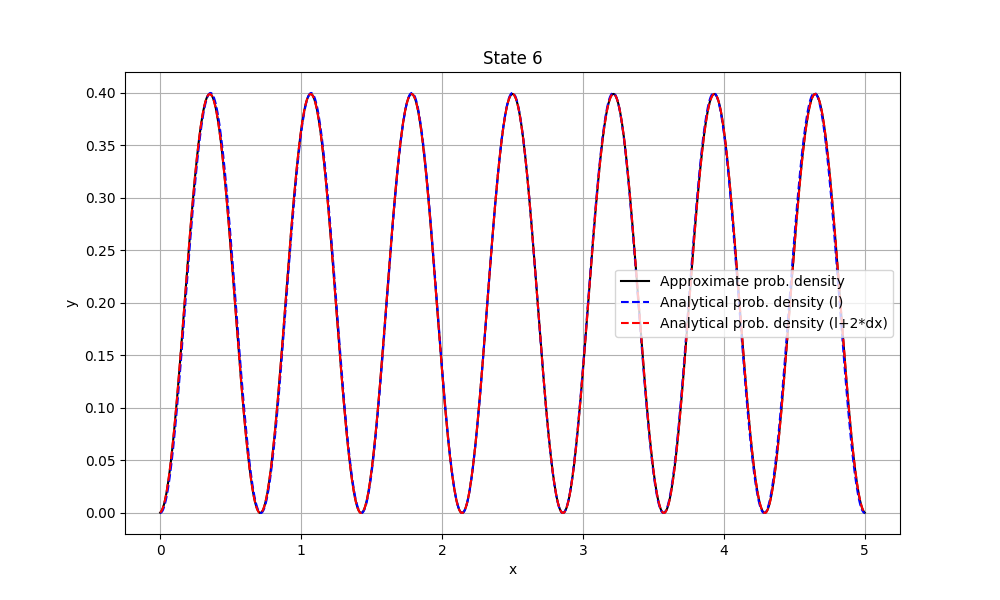 State 6
0.40
0.35
0.30
0.25
0.20
0.15
0.10
0.05
0.00
y
Approximate prob. density
Analytical prob. density (l)
Analytical prob. density (l+2*dx)
0 1 2 3 4 5
x